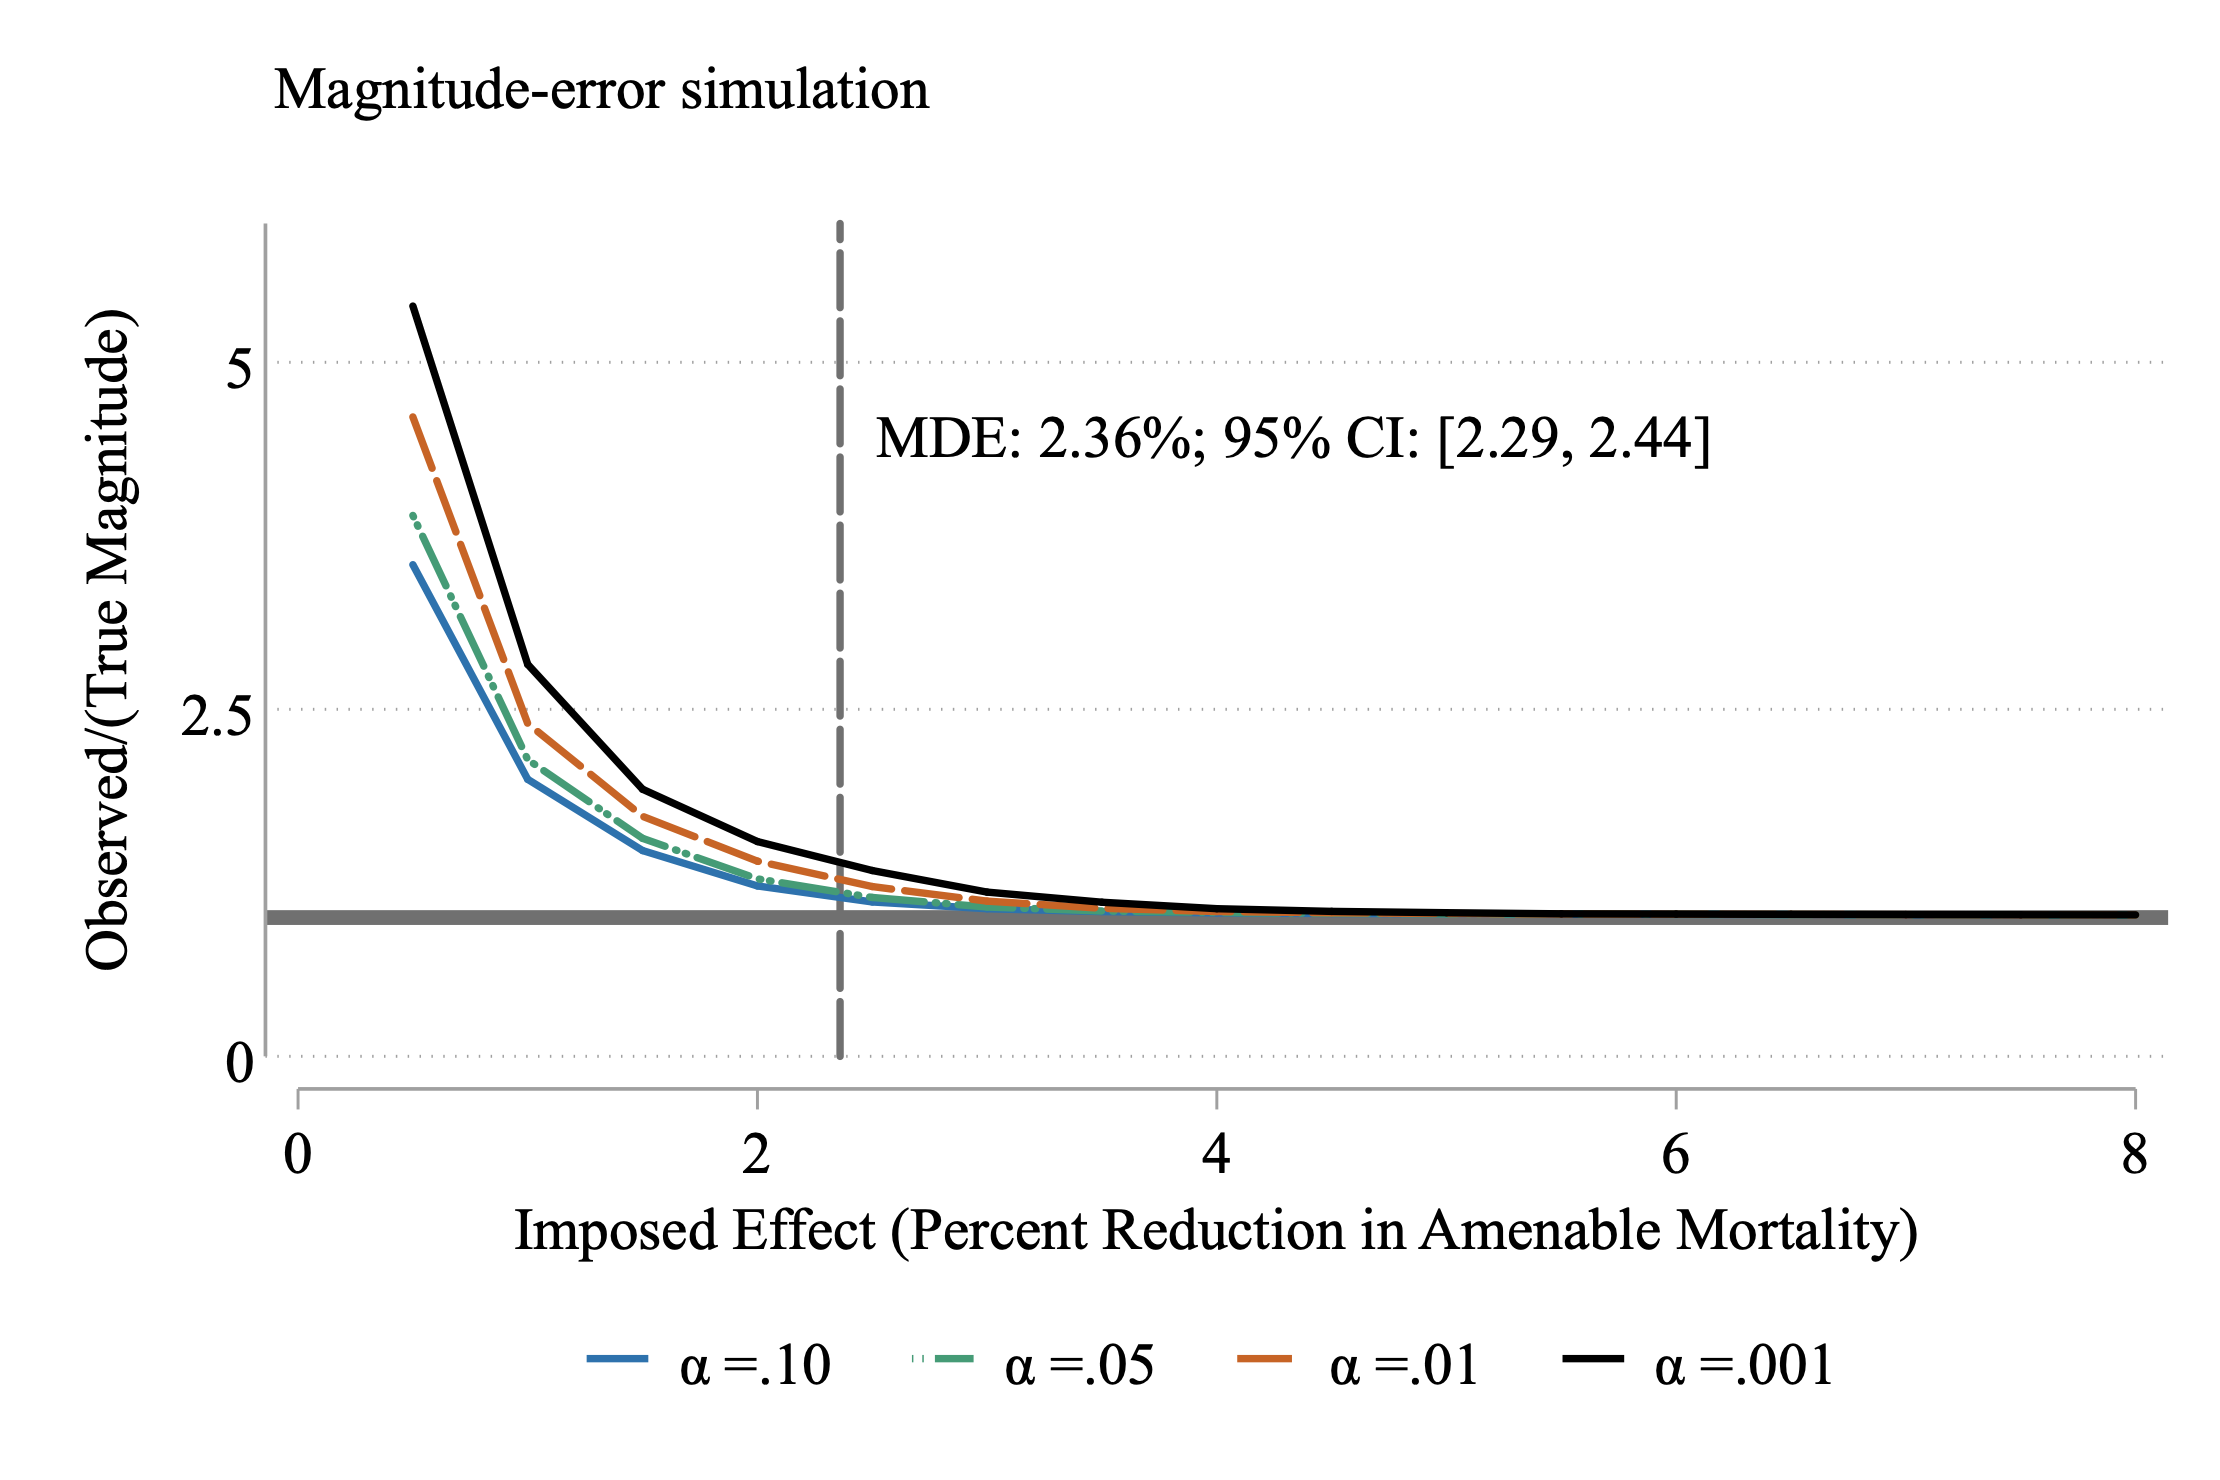 Magnitude-error simulation
Observed/(True Magnitude)
5
2.5
0
MDE: 2.36%; 95% CI: [2.29, 2.44]
0 2 4 6 8
Imposed Effect (Percent Reduction in Amenable Mortality)
α =.10 α =.05 α =.01 α =.001